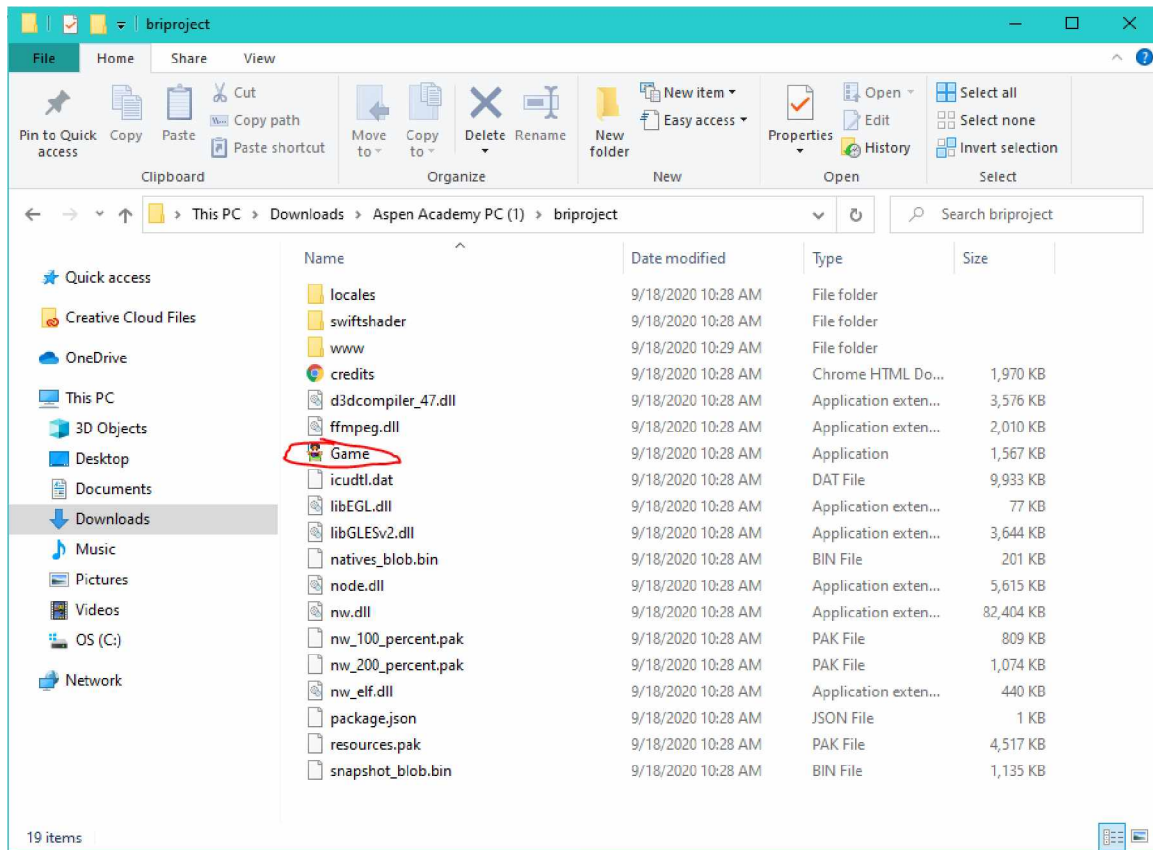 briproject
File Home Share View
Pin to Quick access
Copy
Paste
Cut
Copy path
Paste shortcut
Clipboard
Move to
Copy to
Delete
Rename
Organize
New folder
New item
Easy access
New
Properties
Open
Edit
History
Open
Select all
Select none
Invert selection
Select
This PC > Downloads > Aspen Academy PC (1) > briproject
Search briproject
Quick access
Creative Cloud Files
OneDrive
This PC
3D Objects
Desktop
Documents
Downloads
Music
Pictures
Videos
OS (C:)
Network
Name Date modified Type Size
locales 9/18/2020 10:28 AM File folder
swiftshader 9/18/2020 10:28 AM File folder
www 9/18/2020 10:29 AM File folder
credits 9/18/2020 10:28 AM Chrome HTML Do... 1,970 KB
d3dcompiler_47.dll 9/18/2020 10:28 AM Application exten... 3,576 KB
ffmpeg.dll 9/18/2020 10:28 AM Application exten... 2,010 KB
Game 9/18/2020 10:28 AM Application 1,567 KB
icudtl.dat 9/18/2020 10:28 AM DAT File 9,933 KB
libEGL.dll 9/18/2020 10:28 AM Application exten... 77 KB
libGLESv2.dll 9/18/2020 10:28 AM Application exten... 3,644 KB
natives_blob.bin 9/18/2020 10:28 AM BIN File 201 KB
node.dll 9/18/2020 10:28 AM Application exten... 5,615 KB
nw.dll 9/18/2020 10:28 AM Application exten... 82,404 KB
nw_100_percent.pak 9/18/2020 10:28 AM PAK File 809 KB
nw_200_percent.pak 9/18/2020 10:28 AM PAK File 1,074 KB
nw_elf.dll 9/18/2020 10:28 AM Application exten... 440 KB
package.json 9/18/2020 10:28 AM JSON File 1 KB
resources.pak 9/18/2020 10:28 AM PAK File 4,517 KB
snapshot_blob.bin 9/18/2020 10:28 AM BIN File 1,135 KB
19 items